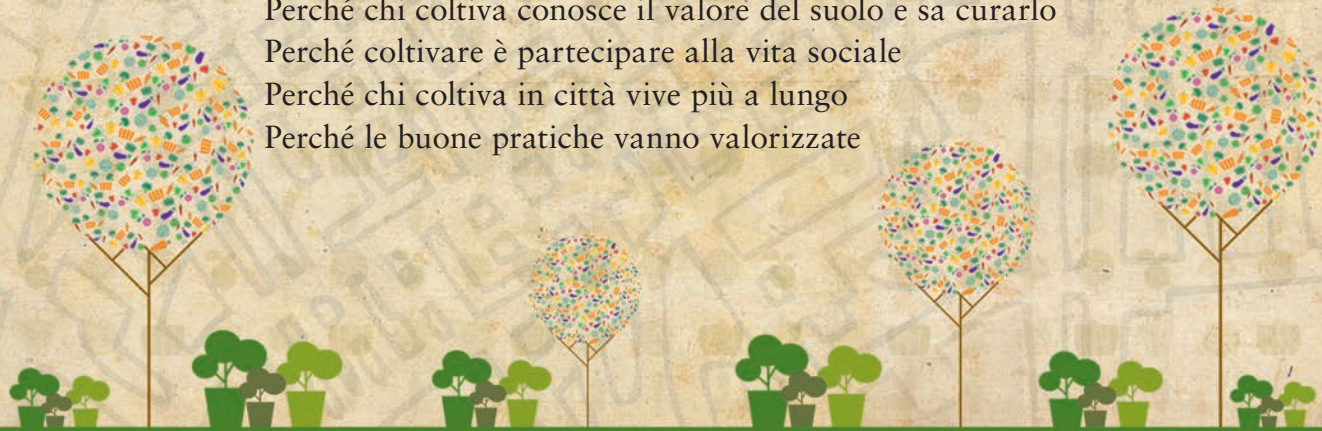 Perché chi coltiva conosce il valore del suolo e sa curarlo
Perché coltivare è partecipare alla vita sociale
Perché chi coltiva in città vive più a lungo
Perché le buone pratiche vanno valorizzate